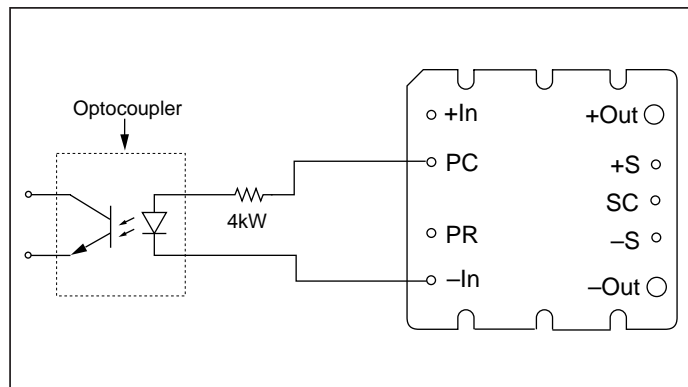 Optocoupler
4kW
+In
PC
PR
–In
+Out
+S
SC
–S
–Out